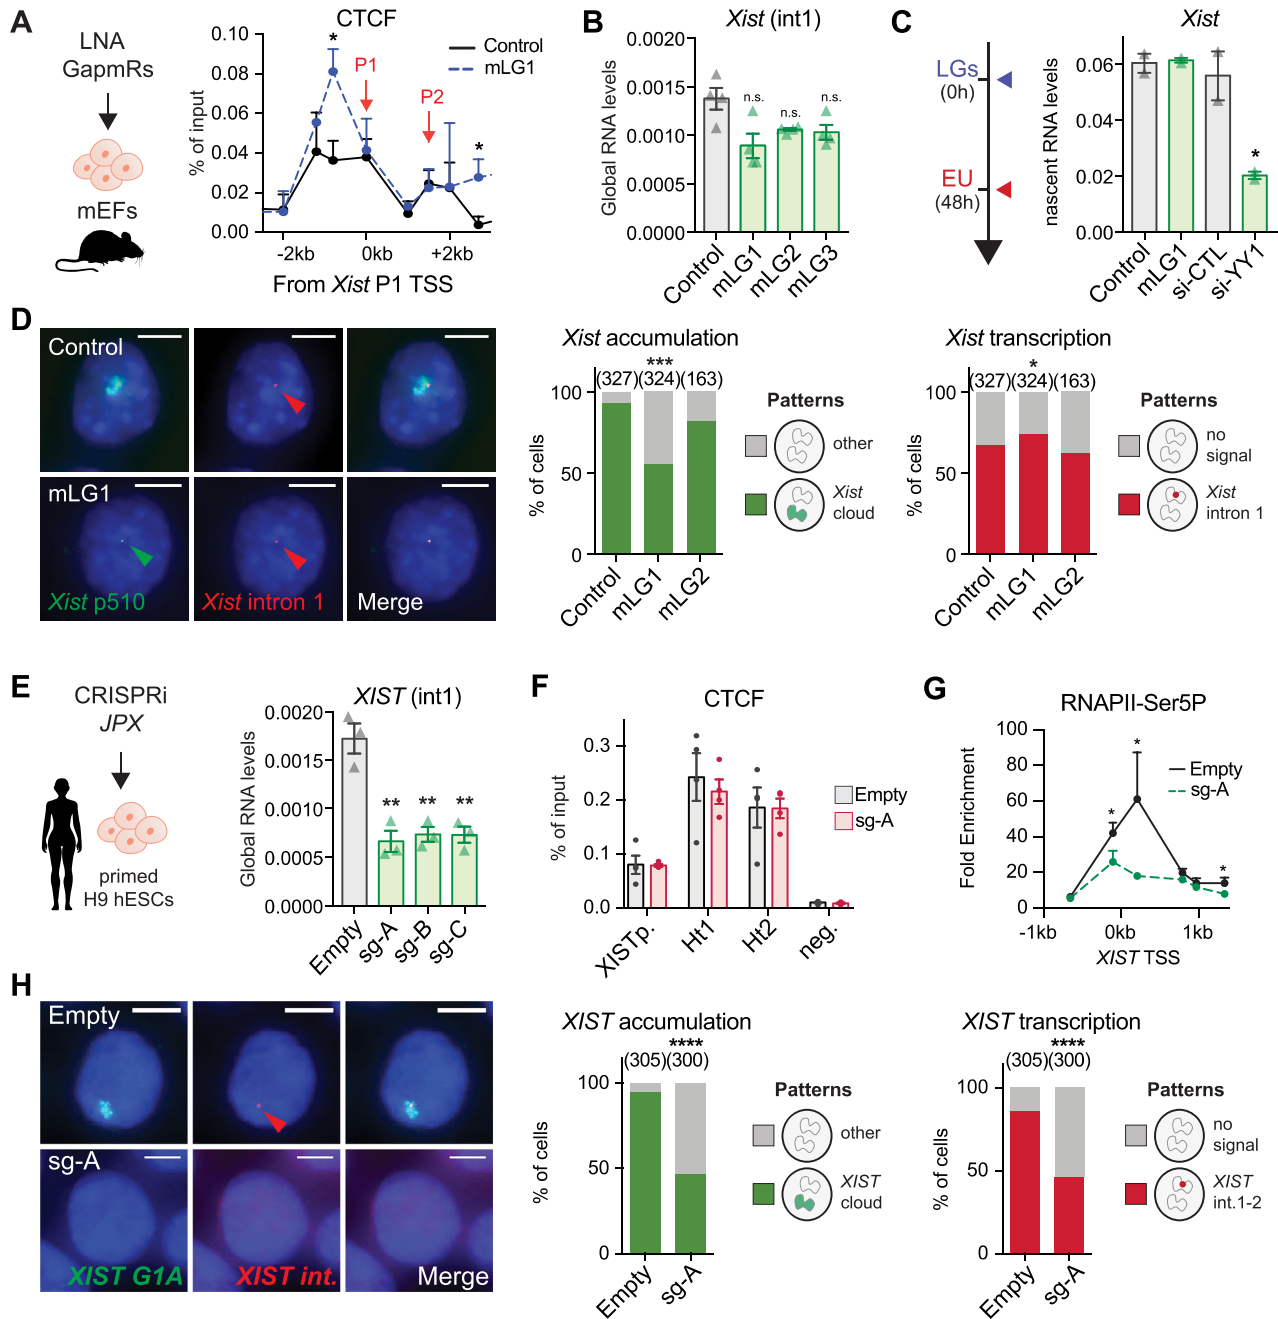 A
LNA
GapmRs
mEFs
CTCF
Control
mLG1
% of input
0.10
0.10
0.06
0.04
0.02
0.00
P1
P2
*
*
-2kb
0kb
+2kb
From Xist P1 TSS
B
Xist (int1)
Global RNA levels
0.0020
0.0015
0.0010
0.0005
0.0000
n.s.
n.s.
n.s.
Control
mLG1
mLG2
mLG3
C
LGs
(0h)
EU
(48h)
Xist
nascent RNA levels
0.06
0.04
0.02
0.00
*
Control
mLG1
si-CTL
si-YY1
D
Control
mLG1
Xist p510
Xist intron 1
Merge
Xist accumulation
***
(327)(324)(163)
% of cells
100
50
0
Control
mLG1
mLG2
Patterns
other
Xist
cloud
Xist transcription
*
(327)(324)(163)
% of cells
100
50
0
Control
mLG1
mLG2
Patterns
no
signal
Xist
intron 1
E
CRISPRi
JPX
primed
H9 hESCs
XIST (int1)
Global RNA levels
0.0020
0.0015
0.0010
0.0005
0.0000
**
**
**
Empty
sg-A
sg-B
sg-C
F
CTCF
% of input
0.3
0.2
0.1
0.0
Empty
sg-A
XISTp.
Ht1
Ht2
neg.
G
RNAPII-Ser5P
Fold Enrichment
100
80
60
40
20
0
Empty
sg-A
*
*
*
-1kb
0kb
1kb
XIST TSS
H
Empty
sg-A
XIST G1A
XIST int.
Merge
XIST accumulation
****
(305)(300)
% of cells
100
50
0
Empty
sg-A
Patterns
other
XIST
cloud
XIST transcription
****
(305)(300)
% of cells
100
50
0
Empty
sg-A
Patterns
no
signal
XIST
int.1-2